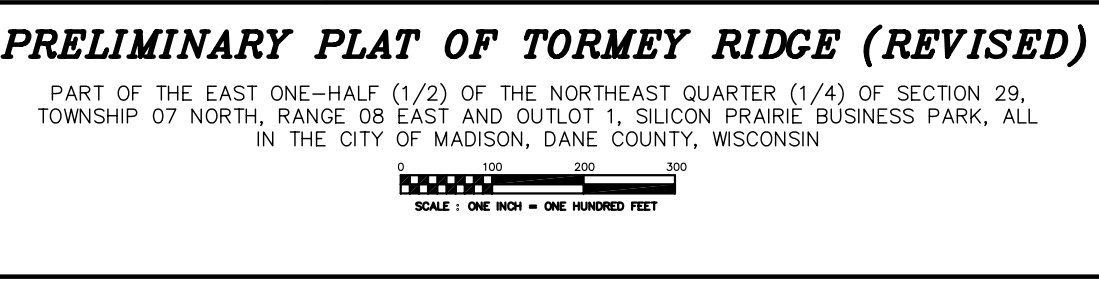 PRELIMINARY PLAT OF TORMEY RIDGE (REVISED)
PART OF THE EAST ONE-HALF (1/2) OF THE NORTHEAST QUARTER (1/4) OF SECTION 29,
TOWNSHIP 07 NORTH, RANGE 08 EAST AND OUTLOT 1, SILICON PRAIRIE BUSINESS PARK, ALL
IN THE CITY OF MADISON, DANE COUNTY, WISCONSIN
0 100 200 300
SCALE : ONE INCH = ONE HUNDRED FEET